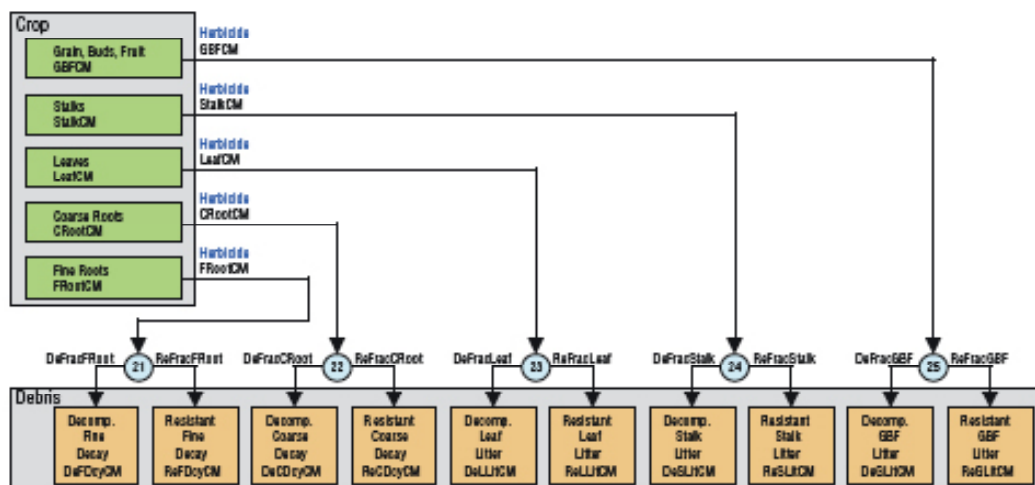 Crop
Grain, Buds, Fruit
GBFCM
Herbicide
GBFCM
Stalks
StalkCM
Herbicide
StalkCM
Leaves
LeafCM
Herbicide
LeafCM
Coarse Roots
CRootCM
Herbicide
CRootCM
Fine Roots
FRootCM
Herbicide
FRootCM
DeFracFRoot 21 ReFracFRoot
DeFracCRoot 22 ReFracCRoot
DeFracLeaf 23 ReFracLeaf
DeFracStalk 24 ReFracStalk
DeFracGBF 25 ReFracGBF
Debris
Decomp.
Fine
Decay
DeFDcyCM
Resistant
Fine
Decay
ReFDcyCM
Decomp.
Coarse
Decay
DeCDcyCM
Resistant
Coarse
Decay
ReCDcyCM
Decomp.
Leaf
Litter
DeLLitCM
Resistant
Leaf
Litter
ReLLitCM
Decomp.
Stalk
Litter
DeSLitCM
Resistant
Stalk
Litter
ReSLitCM
Decomp.
GBF
Litter
DeGLitCM
Resistant
GBF
Litter
ReGLitCM